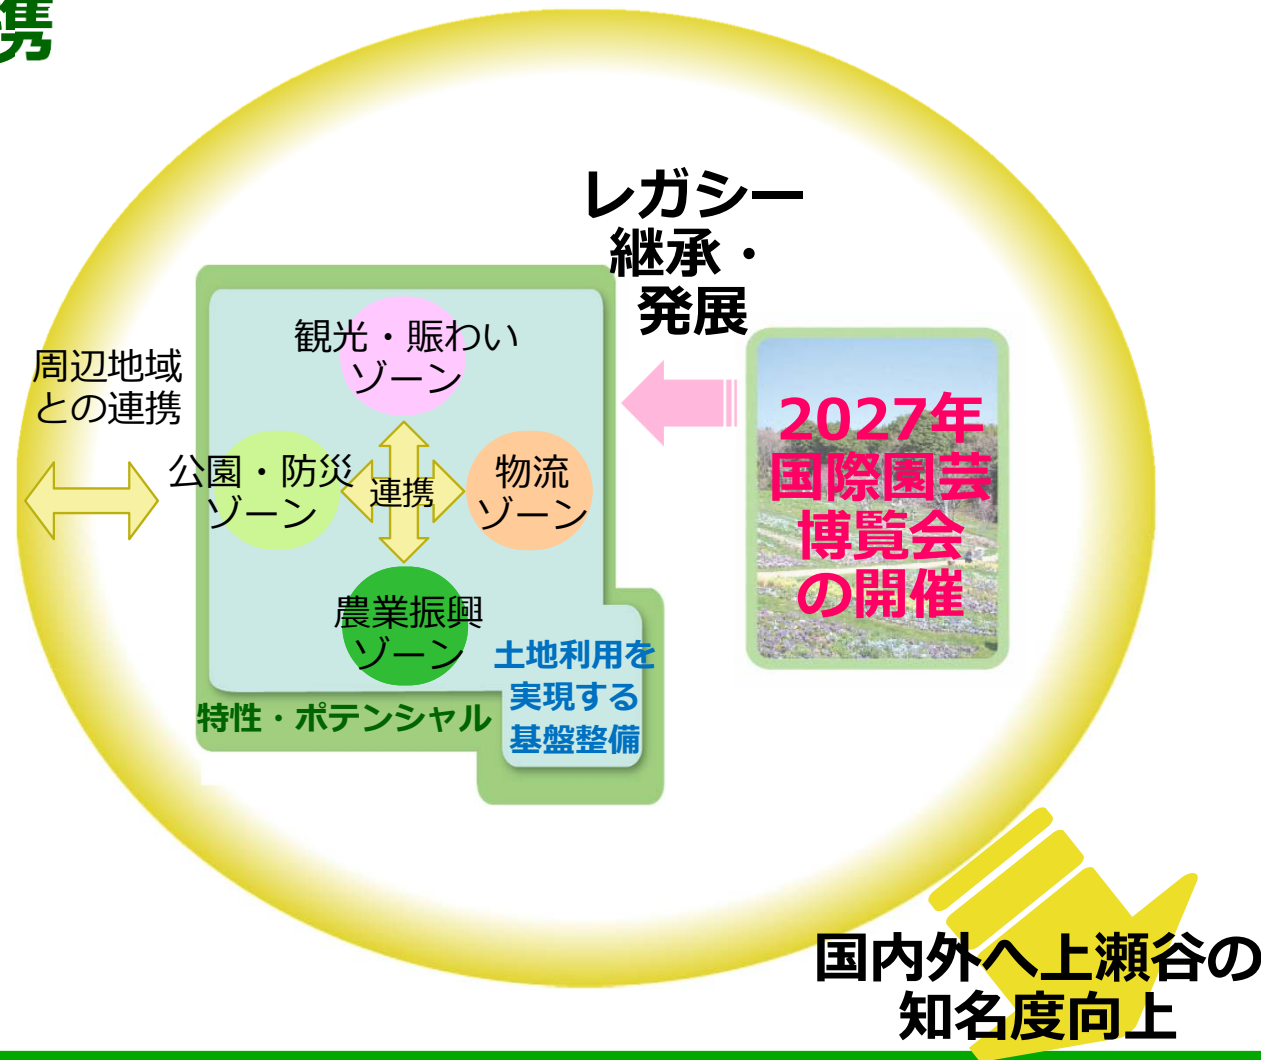 携
レガシー
継承・
発展
観光・賑わい
ゾーン
周辺地域
との連携
公園・防災
ゾーン
連携
物流
ゾーン
2027年
国際園芸
博覧会
の開催
農業振興
ゾーン
土地利用を
実現する
基盤整備
特性・ポテンシャル
国内外へ上瀬谷の
知名度向上